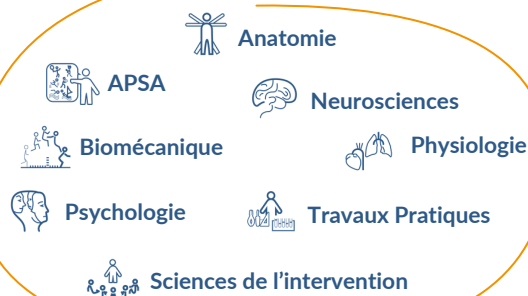 Anatomie
APSA
Neurosciences
Biomécanique
Physiologie
Psychologie
Travaux Pratiques
Sciences de l'intervention